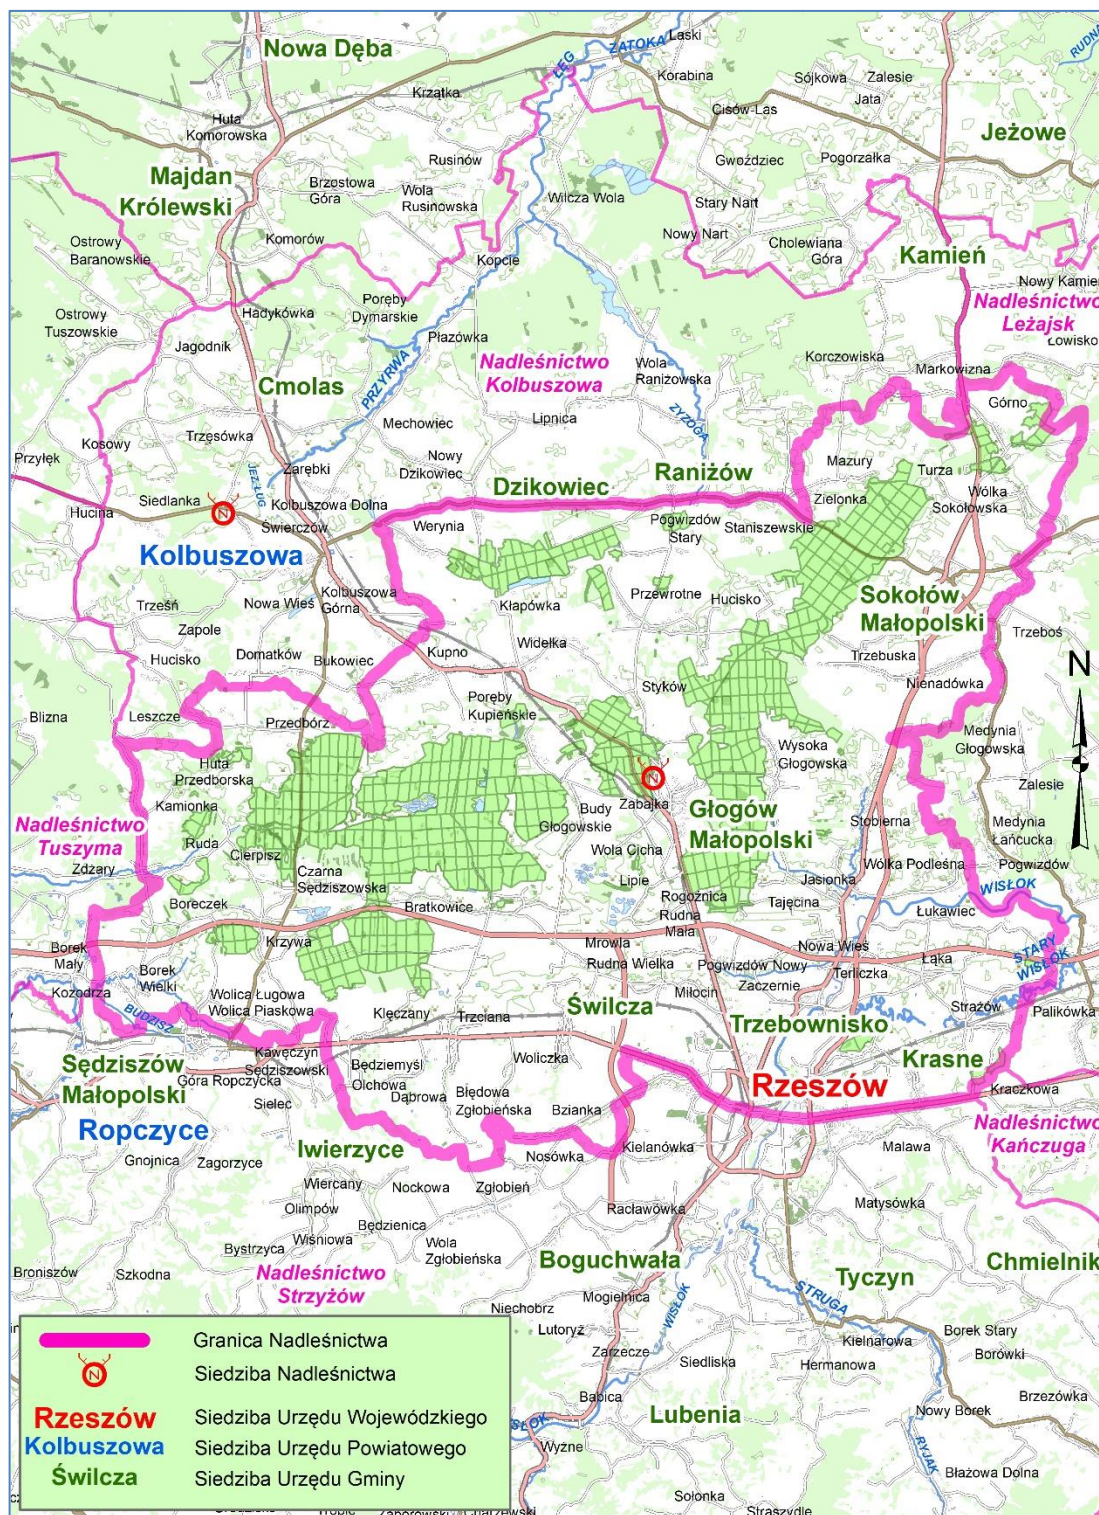 Nowa Dęba
ZATOKA
Laski
RUDNA
ŁĘG
Korabina
Sójkowa
Zalesie
Krzątka
Jata
Cisów-Las
Huta
Komorowska
Jeżowe
Rusinów
Gwoździec
Pogorzałka
Majdan
Królewski
Brzostowa
Góra
Wola
Rusinowska
Wilcza Wola
Stary Nart
Nowy Nart
Ostrowy
Baranowskie
Komorów
Cholewiana
Góra
Kamień
Kopcie
Nowy Kamień
Poręby
Dymarskie
Nadleśnictwo
Leżajsk
Ostrowy
Tuszowskie
Hadykówka
Łowisko
Płazówka
Jagodnik
Nadleśnictwo
Kolbuszowa
Wola
Raniżowska
Korczowiska
Markowizna
Cmolas
PRZYRWA
Górno
Mechowiec
Lipnica
ZYZOGA
Kosowy
Trzęsówka
Przyłęk
Nowy
Dzikowiec
Mazury
Turza
Zarębki
JEZ.ŁUG
Raniżów
Dzikowiec
Siedlanka
Kolbuszowa Dolna
Zielonka
Wólka
Sokołowska
Hucina
N
Świerczów
Werynia
Pogwizdów
Stary
Staniszewskie
Kolbuszowa
Kolbuszowa
Górna
Przewrotne
Hucisko
Sokołów
Małopolski
Trześń
Nowa Wieś
Kłapówka
Zapole
Trzeboś
Widełka
Hucisko
Domatków
Bukowiec
Kupno
Trzebuska
N
Styków
Nienadówka
Poręby
Kupieńskie
Blizna
Leszcze
Przedbórz
Medynia
Głogowska
Wysoka
Głogowska
Huta
Przedborska
N
Zalesie
Kamionka
Zabajka
Budy
Głogowskie
Głogów
Małopolski
Nadleśnictwo
Tuszyma
Stobierna
Medynia
Łańcucka
Ruda
Cierpisz
Wola Cicha
Zdżary
Czarna
Sędziszowska
Wólka Podleśna
Pogwizdów
Lipie
Jasionka
WISŁOK
Boreczek
Bratkowice
Rogoźnica
Tajęcina
Łukawiec
Rudna
Mała
Krzywa
Mrowla
Nowa Wieś
STARY
WISŁOK
Borek
Mały
Rudna Wielka
Pogwizdów Nowy
Terliczka
Łąka
Borek
Wielki
Zaczernie
Kozodrza
Wolica Ługowa
Wolica Piaskowa
Miłocin
Strażów
BUDZISZ
Klęczany
Trzciana
Świlcza
Palikówka
Trzebownisko
Kawęczyn
Sędziszowski
Krasne
Sędziszów
Małopolski
Będziemyśl
Woliczka
Góra Ropczycka
Olchowa
Dąbrowa
Błędowa
Zgłobieńska
Rzeszów
Kraczkowa
Sielec
Bzianka
Ropczyce
Nadleśnictwo
Kańczuga
Iwierzyce
Kielanówka
Malawa
Gnojnica
Zagorzyce
Nosówka
Wiercany
Nockowa
Zgłobień
Olimpów
Racławówka
Matysówka
Będzienica
Wiśniowa
Bystrzyca
Wola
Zgłobieńska
Broniszów
Szkodna
Nadleśnictwo
Strzyżów
Boguchwała
Chmielnik
Tyczyn
Mogielnica
WISŁOK
STRUGA
Niechobrz
Lutoryż
Borek Stary
Kielnarowa
Zarzecze
Siedliska
Hermanowa
Borówki
Babica
Brzezówka
Lubenia
Nowy Borek
Wyżne
RYJAK
Błażowa Dolna
Sołonka
Straszydle
Granica Nadleśnictwa
N
Siedziba Nadleśnictwa
Rzeszów
Siedziba Urzędu Wojewódzkiego
Kolbuszowa
Siedziba Urzędu Powiatowego
Świlcza
Siedziba Urzędu Gminy